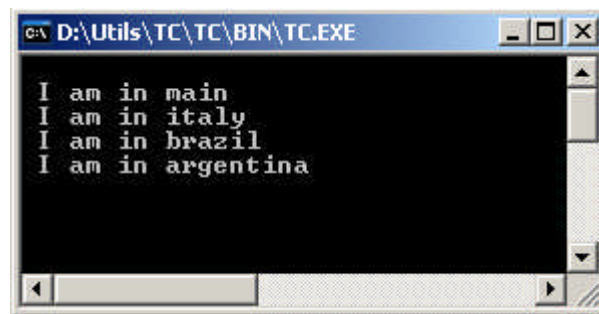 D:\Utils\TC\TC\BIN\TC.EXE
I am in main
I am in italy
I am in brazil
I am in argentina